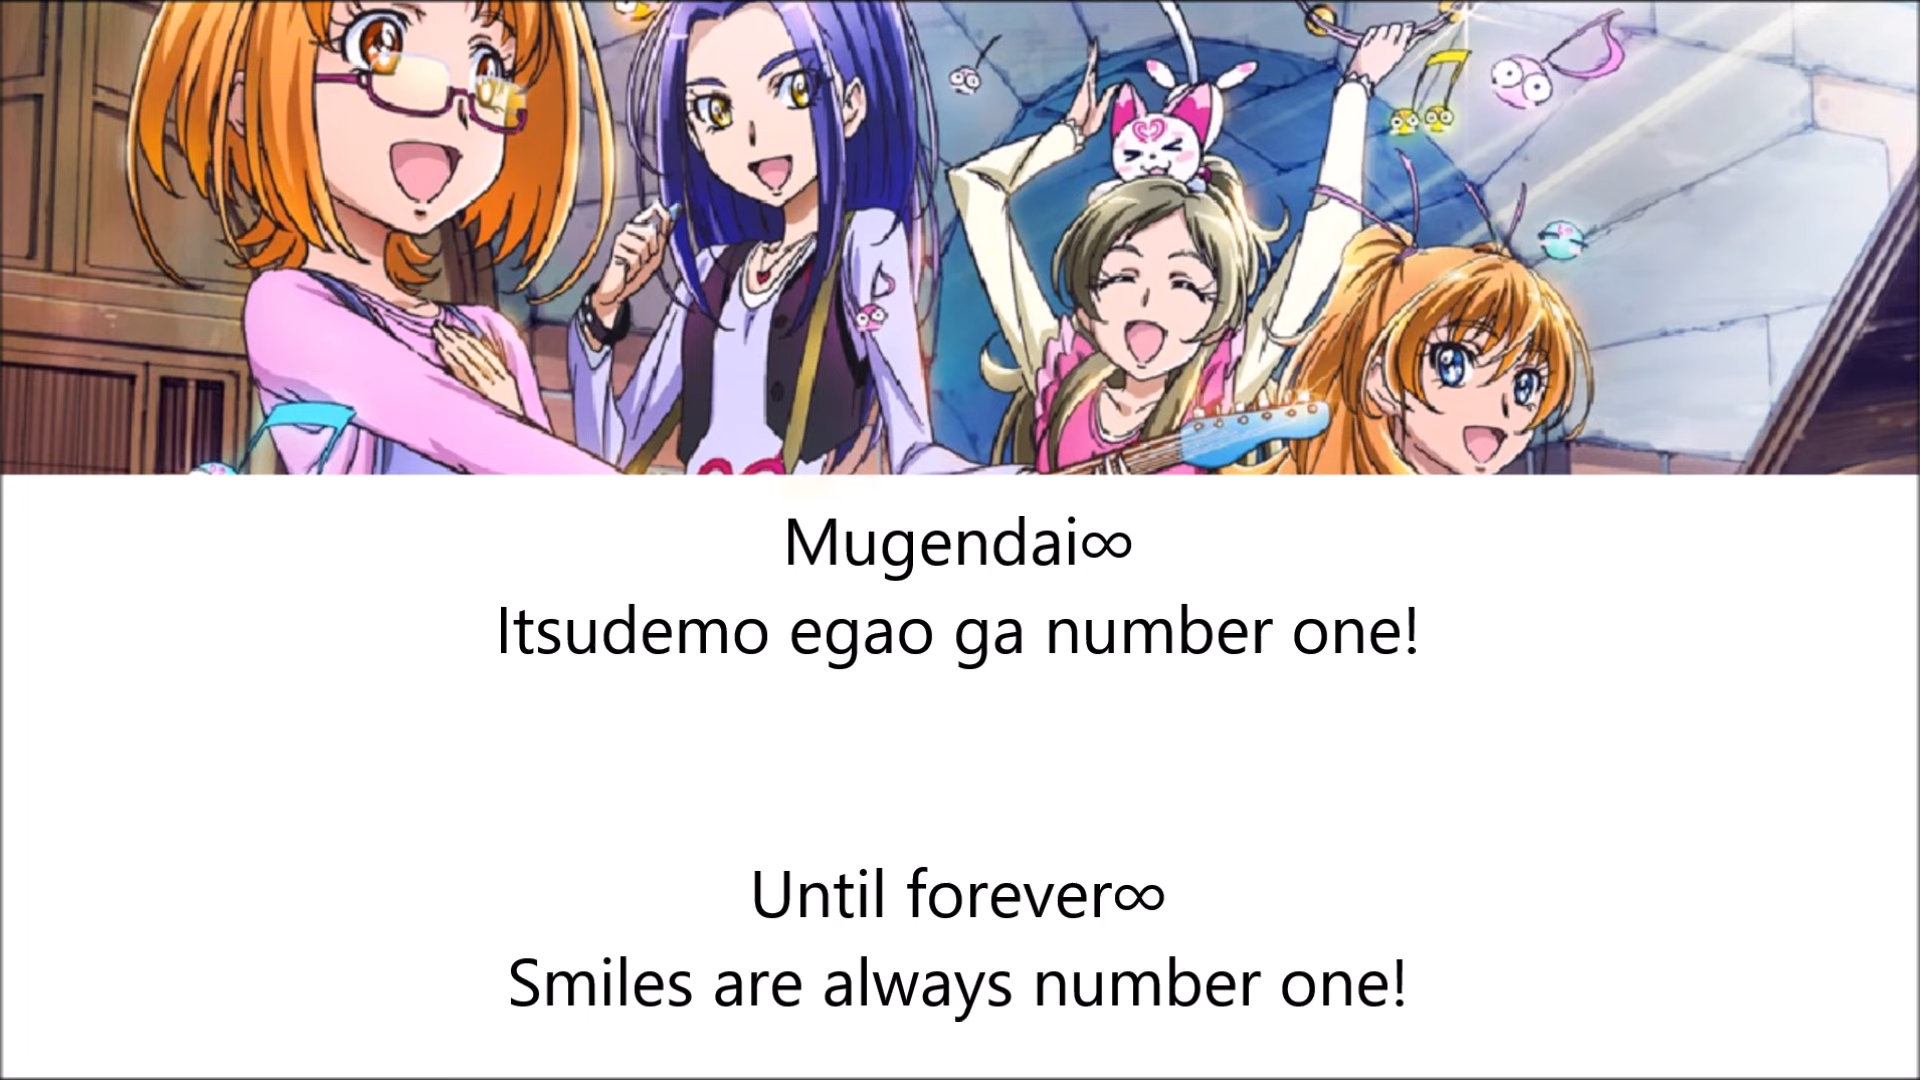 Mugendai∞
Itsudemo egao ga number one!
Until forever∞
Smiles are always number one!